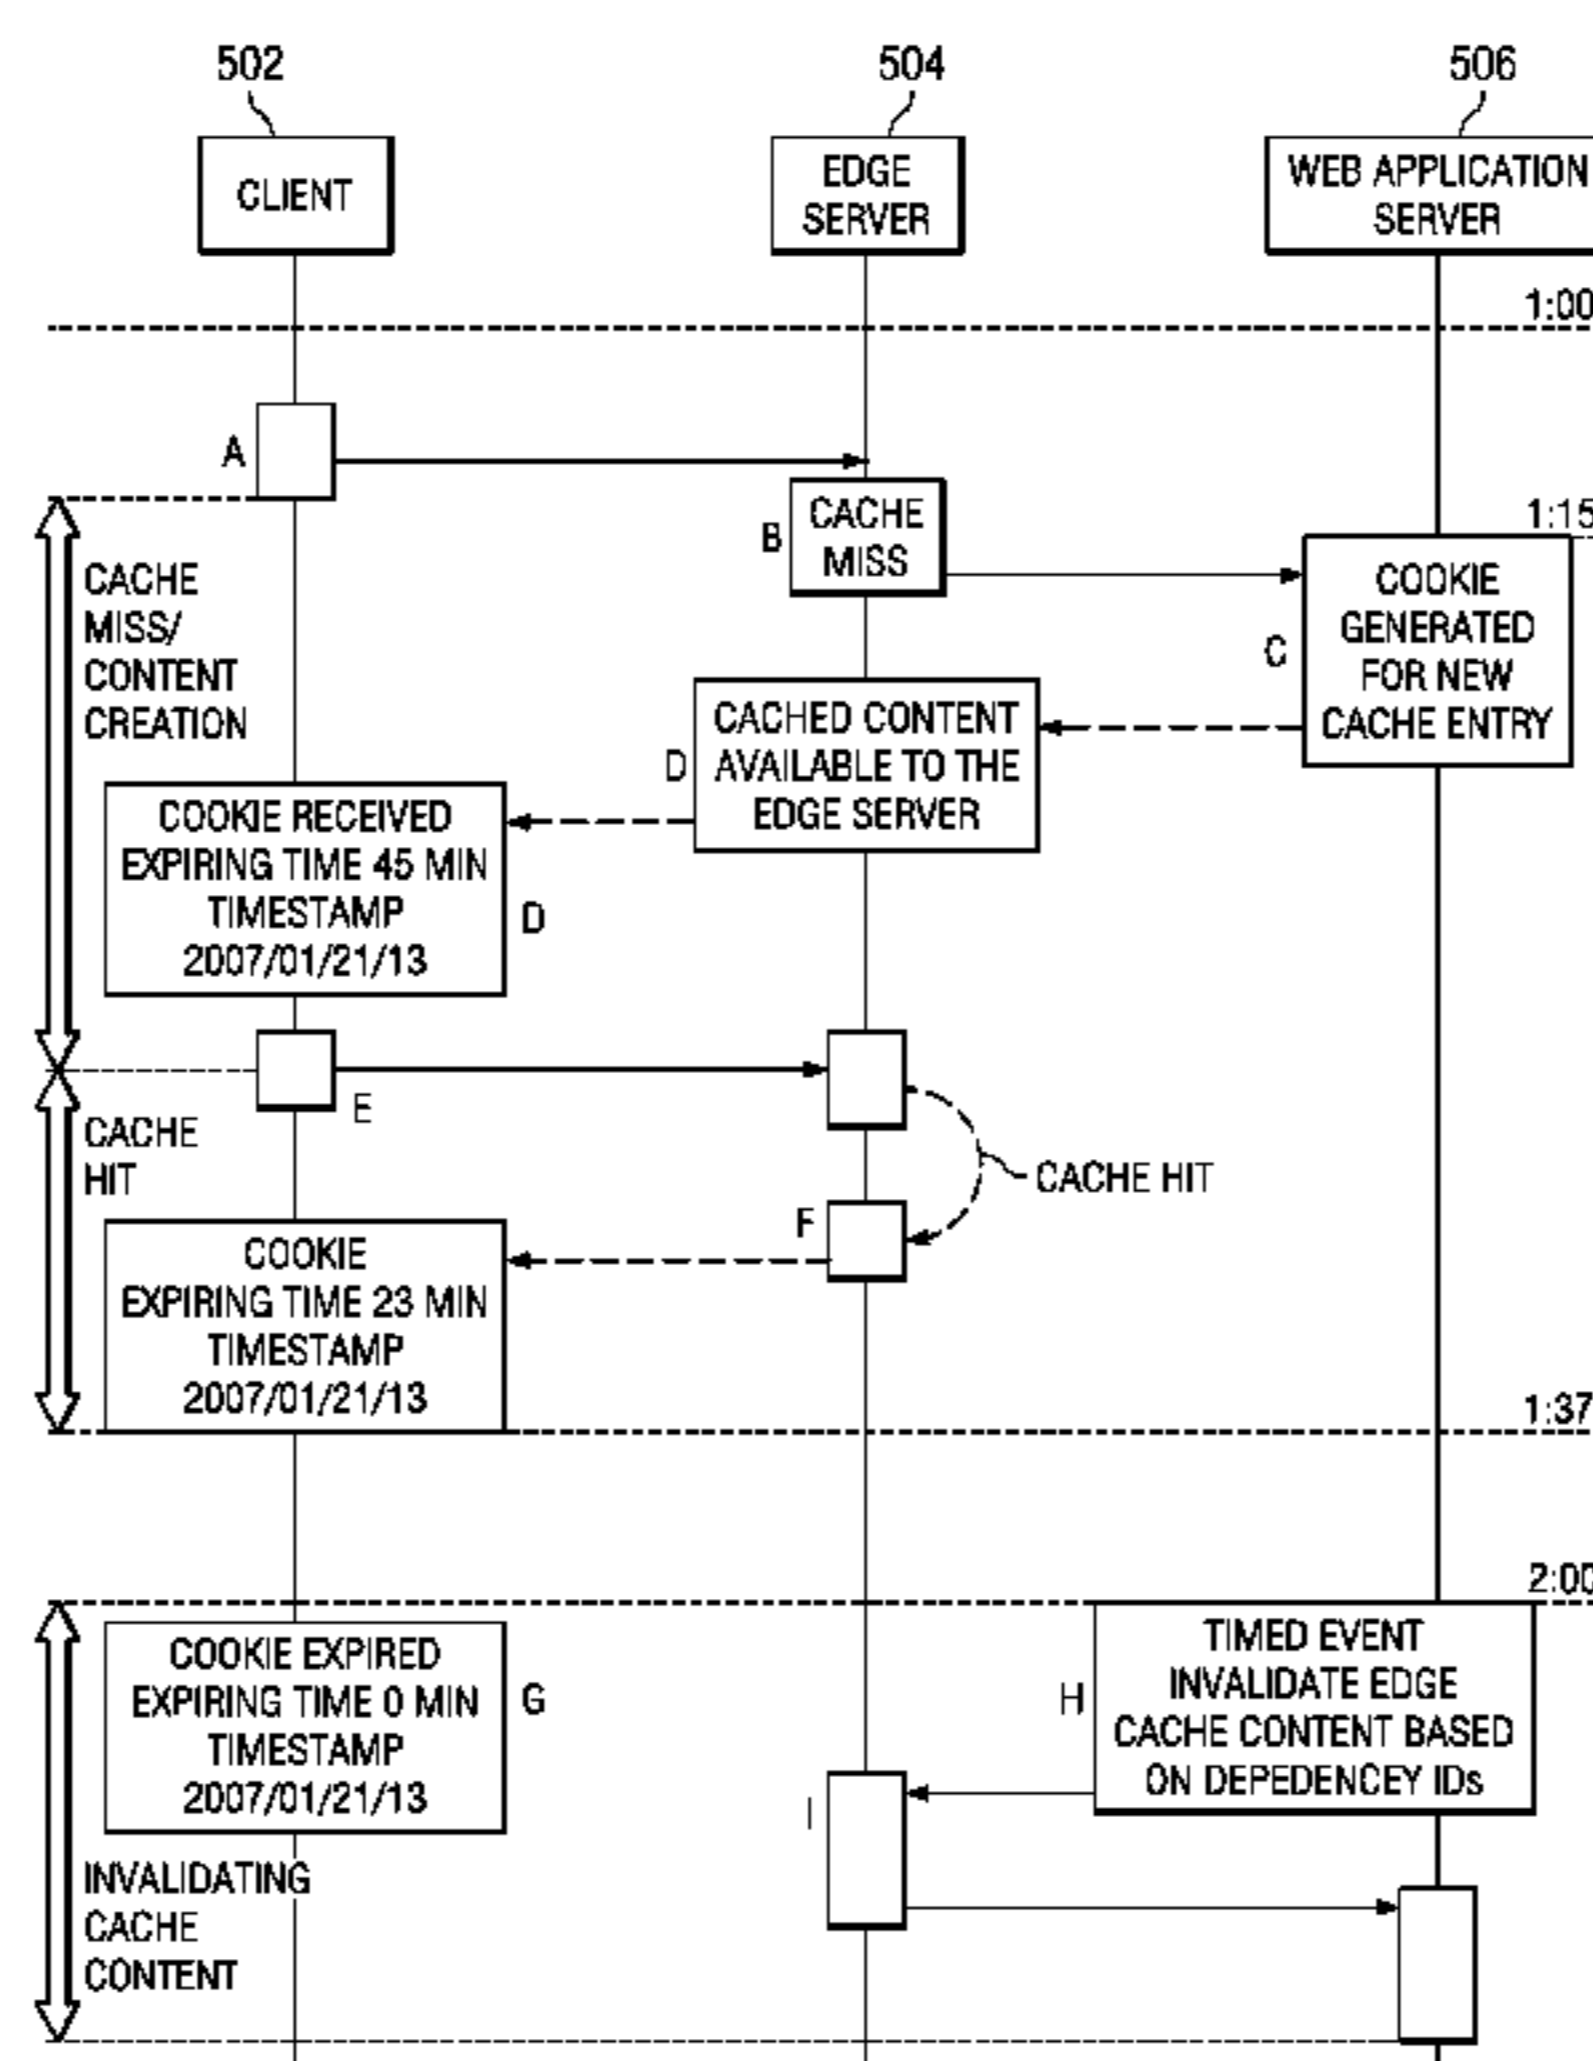 502
504
506
CLIENT
EDGE
SERVER
WEB APPLICATION
SERVER
1:00
A
CACHE
MISS
B
1:15
COOKIE
GENERATED
FOR NEW
CACHE ENTRY
C
CACHE
MISS/
CONTENT
CREATION
CACHED CONTENT
AVAILABLE TO THE
EDGE SERVER
D
COOKIE RECEIVED
EXPIRING TIME 45 MIN
TIMESTAMP
2007/01/21/13
D
E
CACHE
HIT
CACHE HIT
F
COOKIE
EXPIRING TIME 23 MIN
TIMESTAMP
2007/01/21/13
1:37
2:00
COOKIE EXPIRED
EXPIRING TIME 0 MIN
TIMESTAMP
2007/01/21/13
G
H
TIMED EVENT
INVALIDATE EDGE
CACHE CONTENT BASED
ON DEPEDENCEY IDs
I
INVALIDATING
CACHE
CONTENT